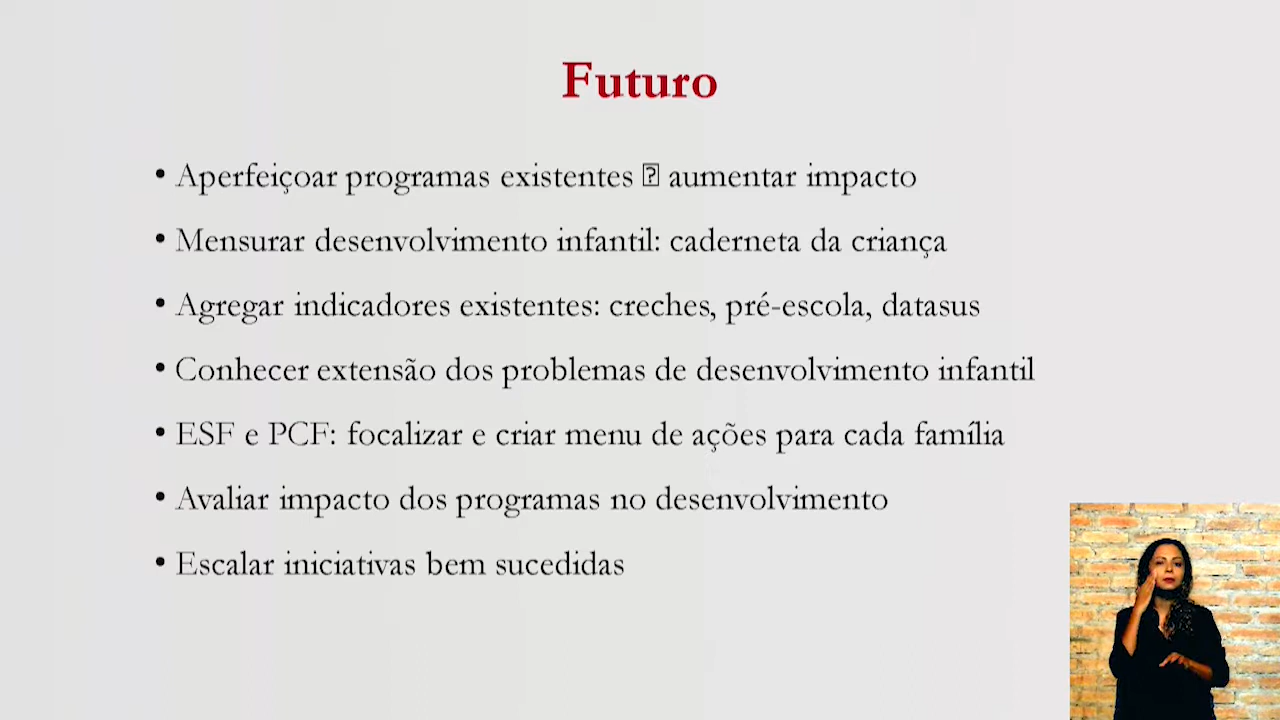 Futuro
• Aperfeiçoar programas existentes ⍰ aumentar impacto
• Mensurar desenvolvimento infantil: caderneta da criança
• Agregar indicadores existentes: creches, pré-escola, datasus
• Conhecer extensão dos problemas de desenvolvimento infantil
• ESF e PCF: focalizar e criar menu de ações para cada família
• Avaliar impacto dos programas no desenvolvimento
• Escalar iniciativas bem sucedidas